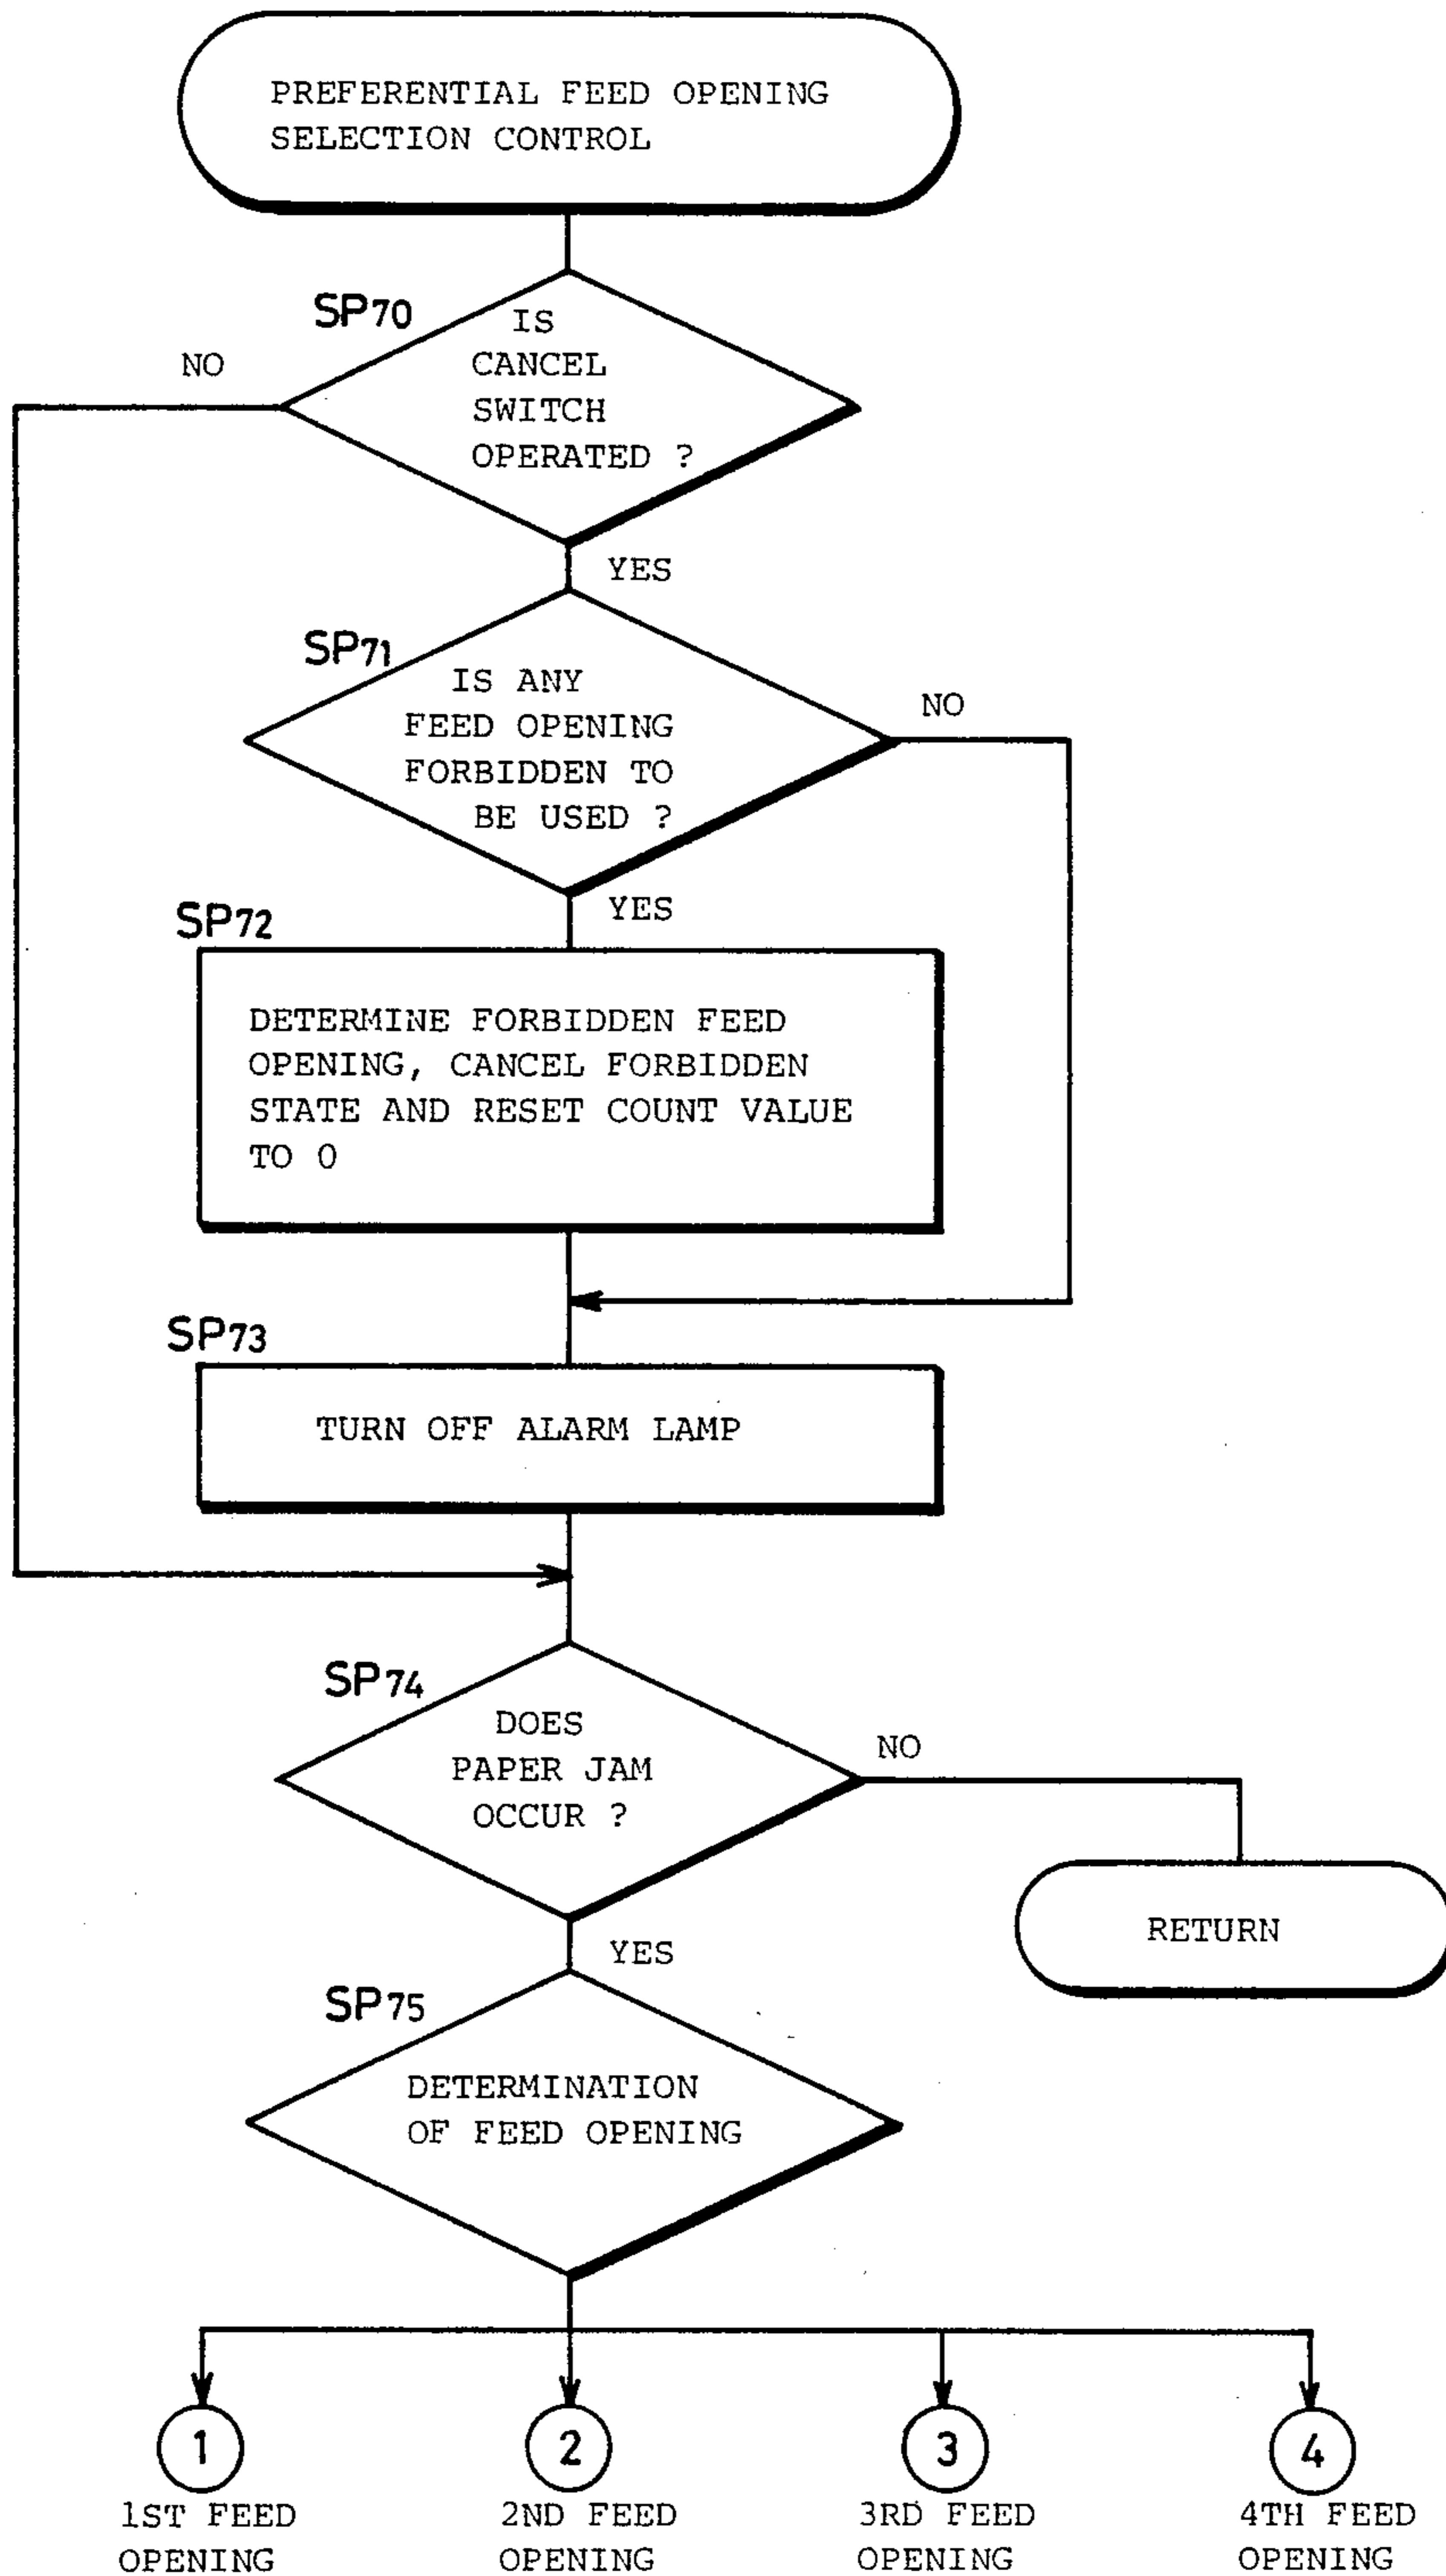 PREFERENTIAL FEED OPENING
SELECTION CONTROL
SP70
IS
CANCEL
SWITCH
OPERATED ?
NO
YES
SP71
IS ANY
FEED OPENING
FORBIDDEN TO
BE USED ?
NO
YES
SP72
DETERMINE FORBIDDEN FEED
OPENING, CANCEL FORBIDDEN
STATE AND RESET COUNT VALUE
TO 0
SP73
TURN OFF ALARM LAMP
SP74
DOES
PAPER JAM
OCCUR ?
NO
RETURN
YES
SP75
DETERMINATION
OF FEED OPENING
1
1ST FEED
OPENING
2
2ND FEED
OPENING
3
3RD FEED
OPENING
4
4TH FEED
OPENING